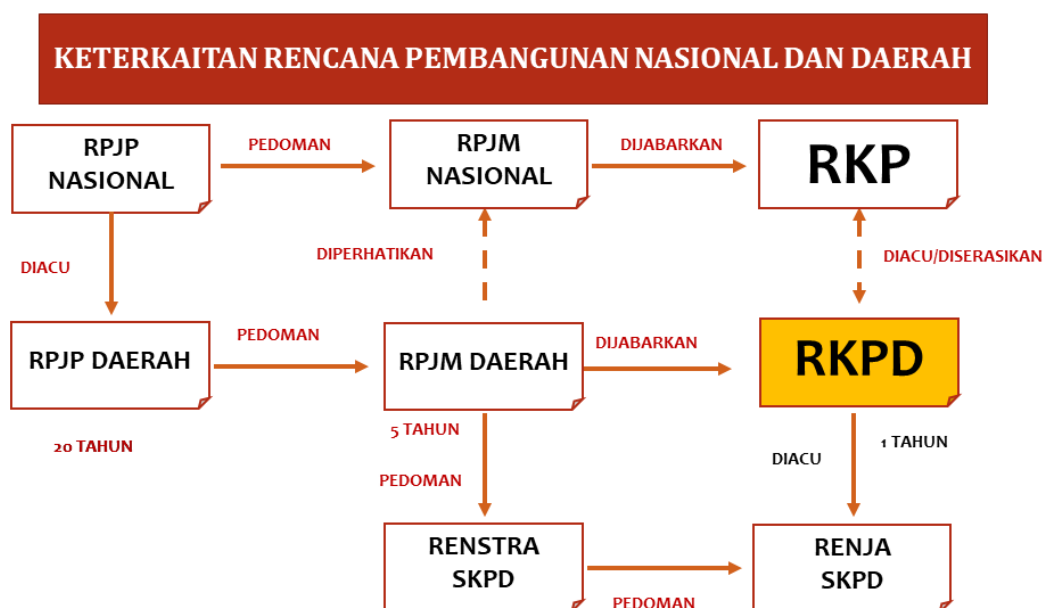 KETERKAITAN RENCANA PEMBANGUNAN NASIONAL DAN DAERAH
RPJP
NASIONAL
PEDOMAN
RPJM
NASIONAL
DIJABARKAN
RKP
DIACU
DIPERHATIKAN
DIACU/DISERASIKAN
RPJP DAERAH
PEDOMAN
RPJM DAERAH
DIJABARKAN
RKPD
20 TAHUN
5 TAHUN
1 TAHUN
PEDOMAN
DIACU
RENSTRA
SKPD
PEDOMAN
RENJA
SKPD